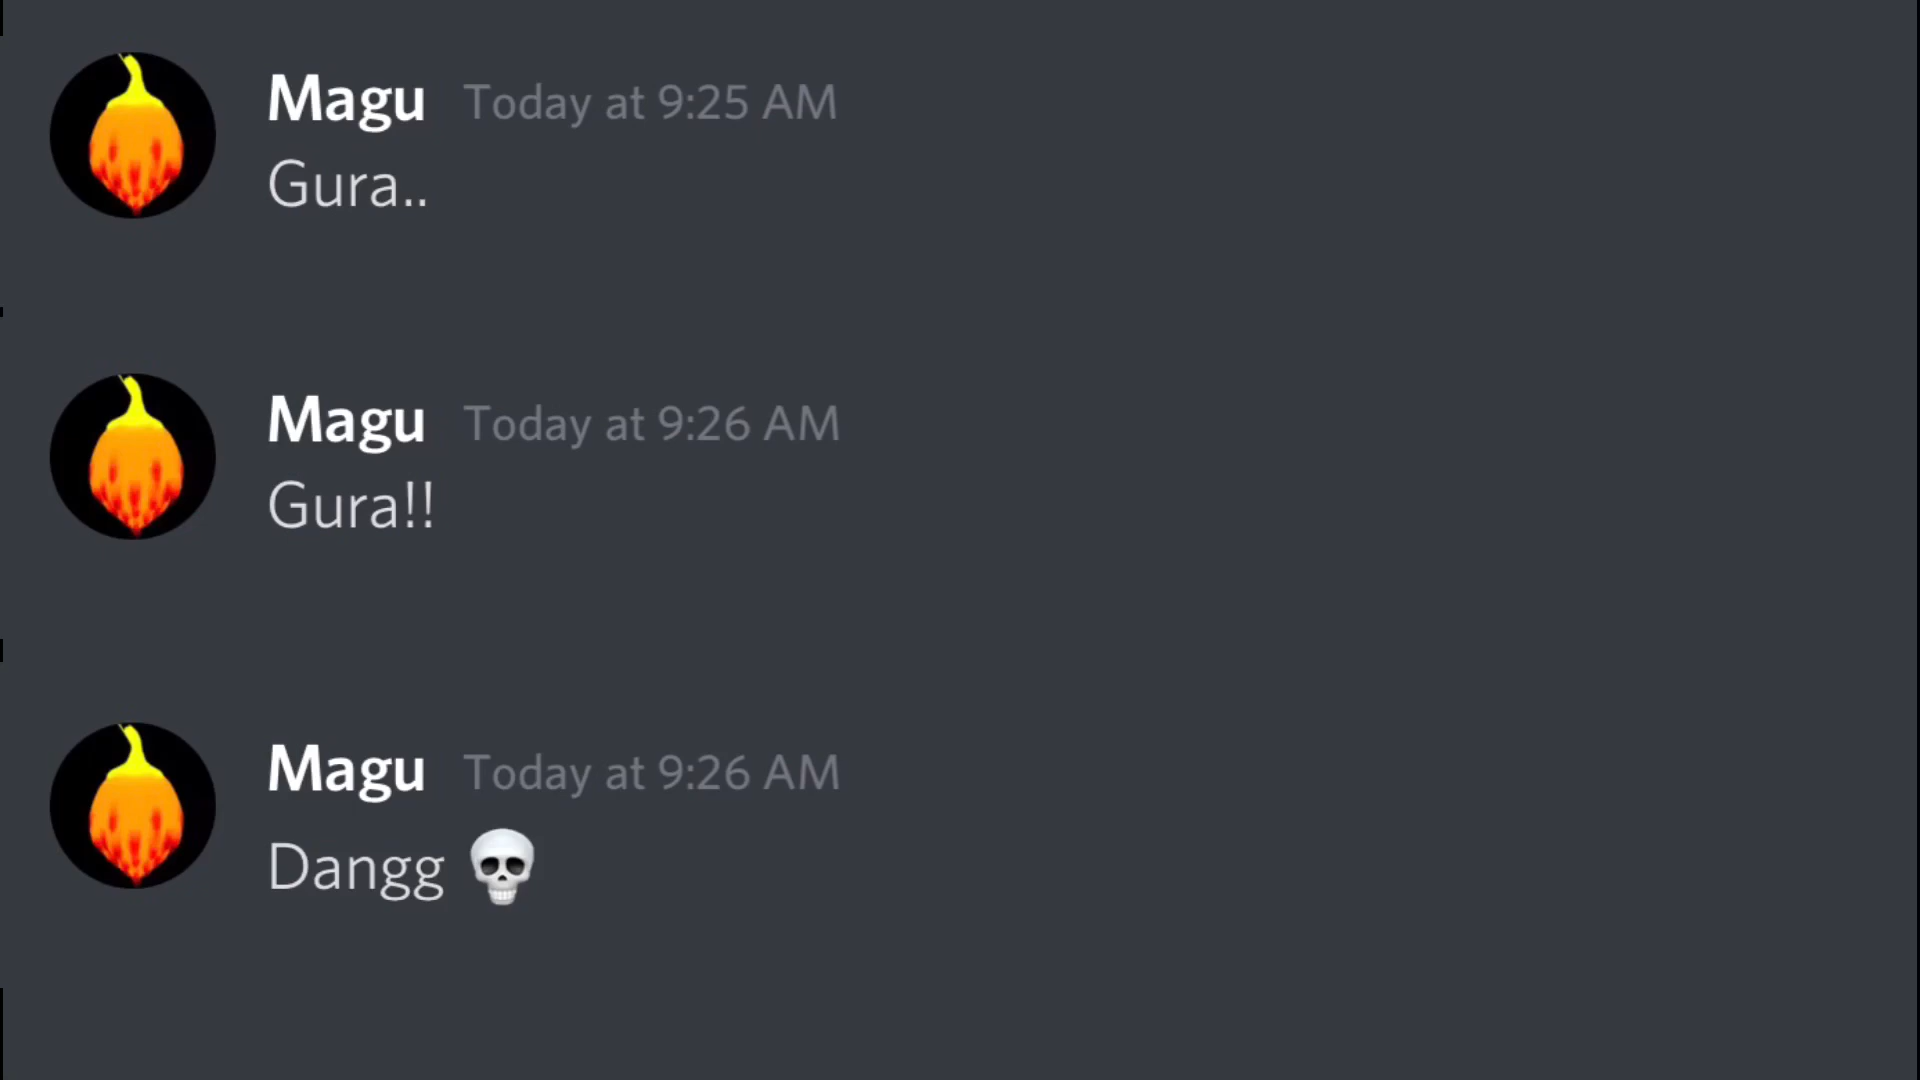 Magu Today at 9:25 AM
Gura..
Magu Today at 9:26 AM
Gura!!
Magu Today at 9:26 AM
Dangg 💀